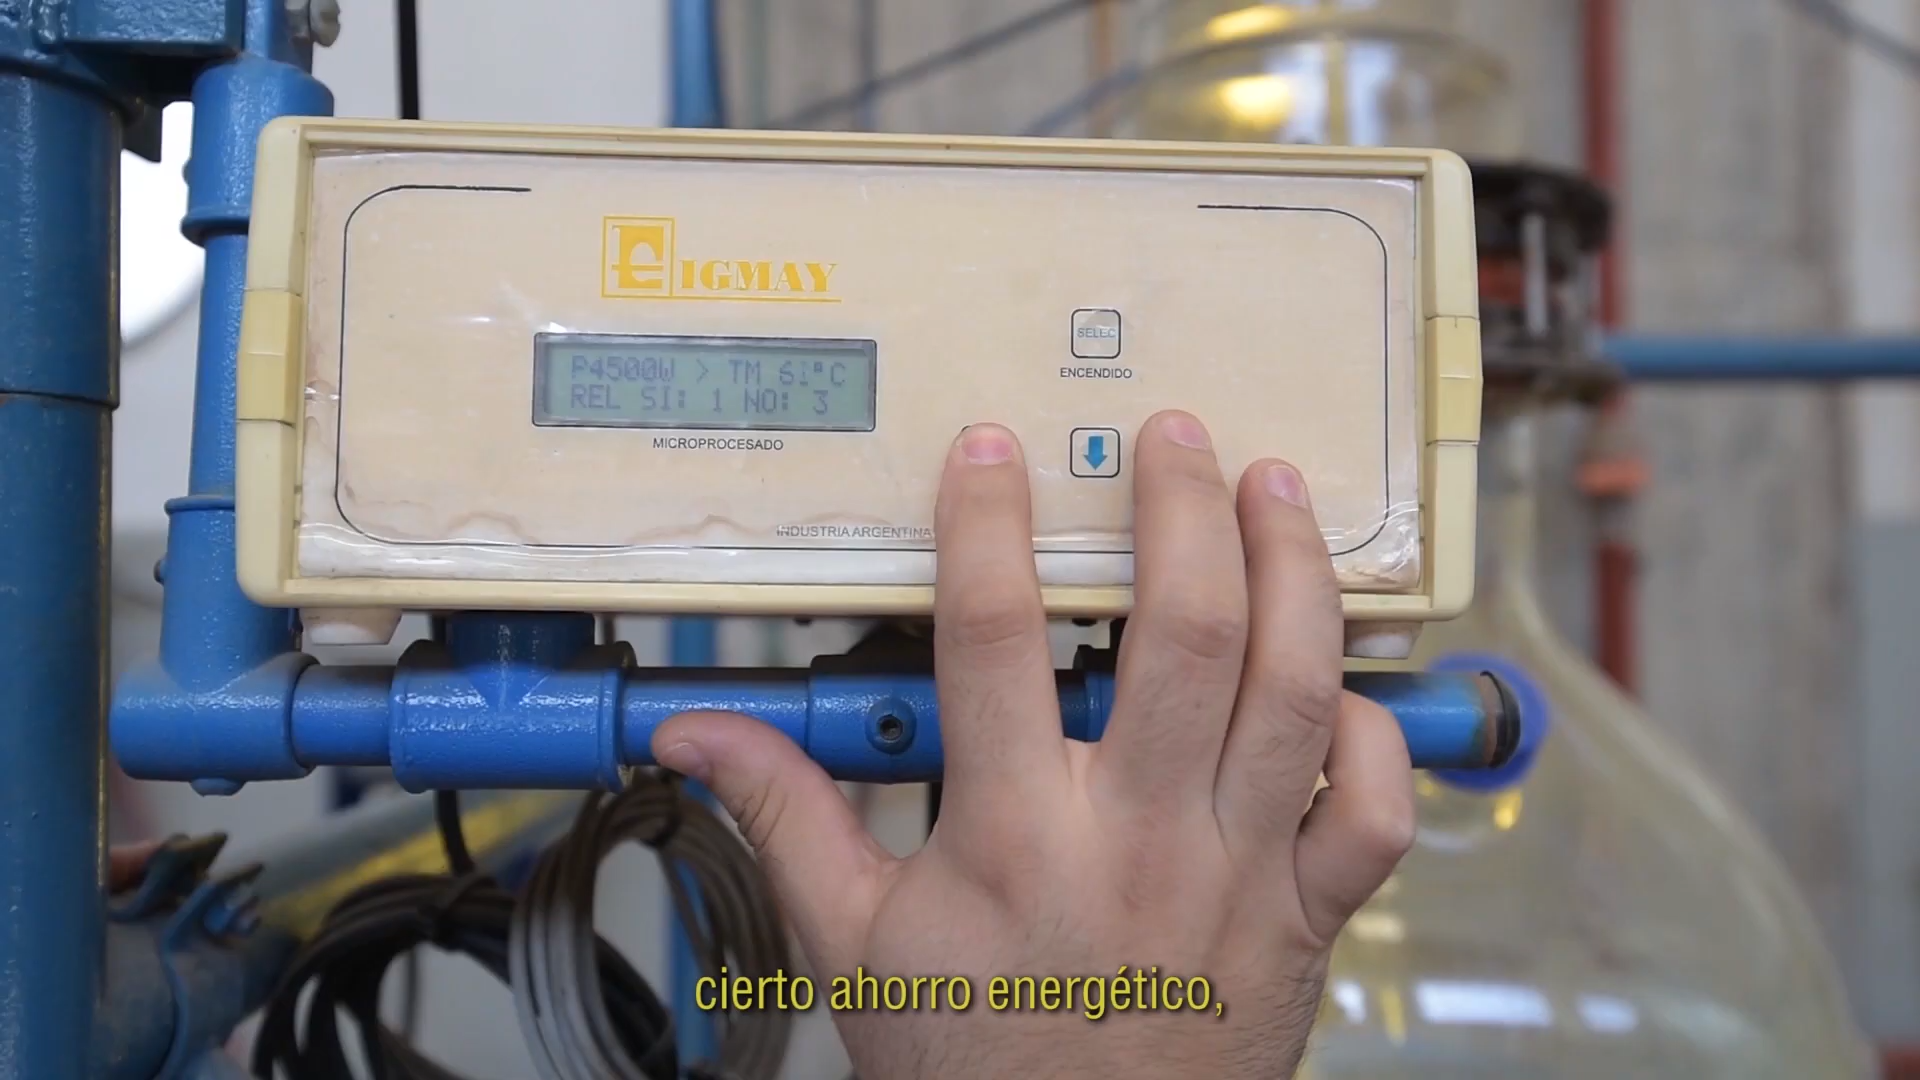 EIGMAY
P4500W > TM 61°C
REL SI: 1 NO: 3
MICROPROCESADO
SELEC
ENCENDIDO
INDUSTRIA ARGENTINA
cierto ahorro energético,